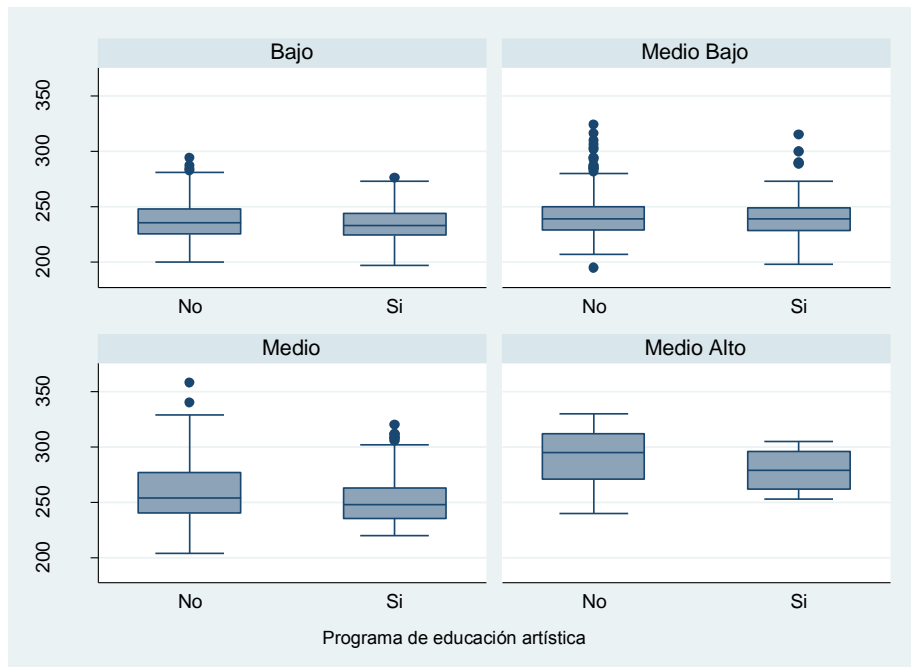 Bajo
Medio Bajo
350
300
250
200
No
Si
No
Si
Medio
Medio Alto
350
300
250
200
No
Si
No
Si
Programa de educación artística